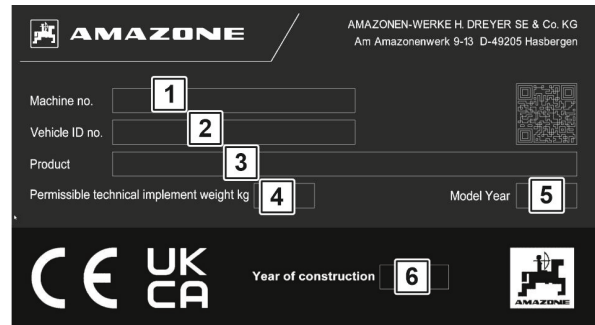 AMAZONE
AMAZONEN-WERKE H. DREYER SE & Co. KG
Am Amazonenwerk 9-13 D-49205 Hasbergen
Machine no. 1
Vehicle ID no. 2
Product 3
Permissible technical implement weight kg 4 Model Year 5
CE UK
CA
Year of construction 6
AMAZONE